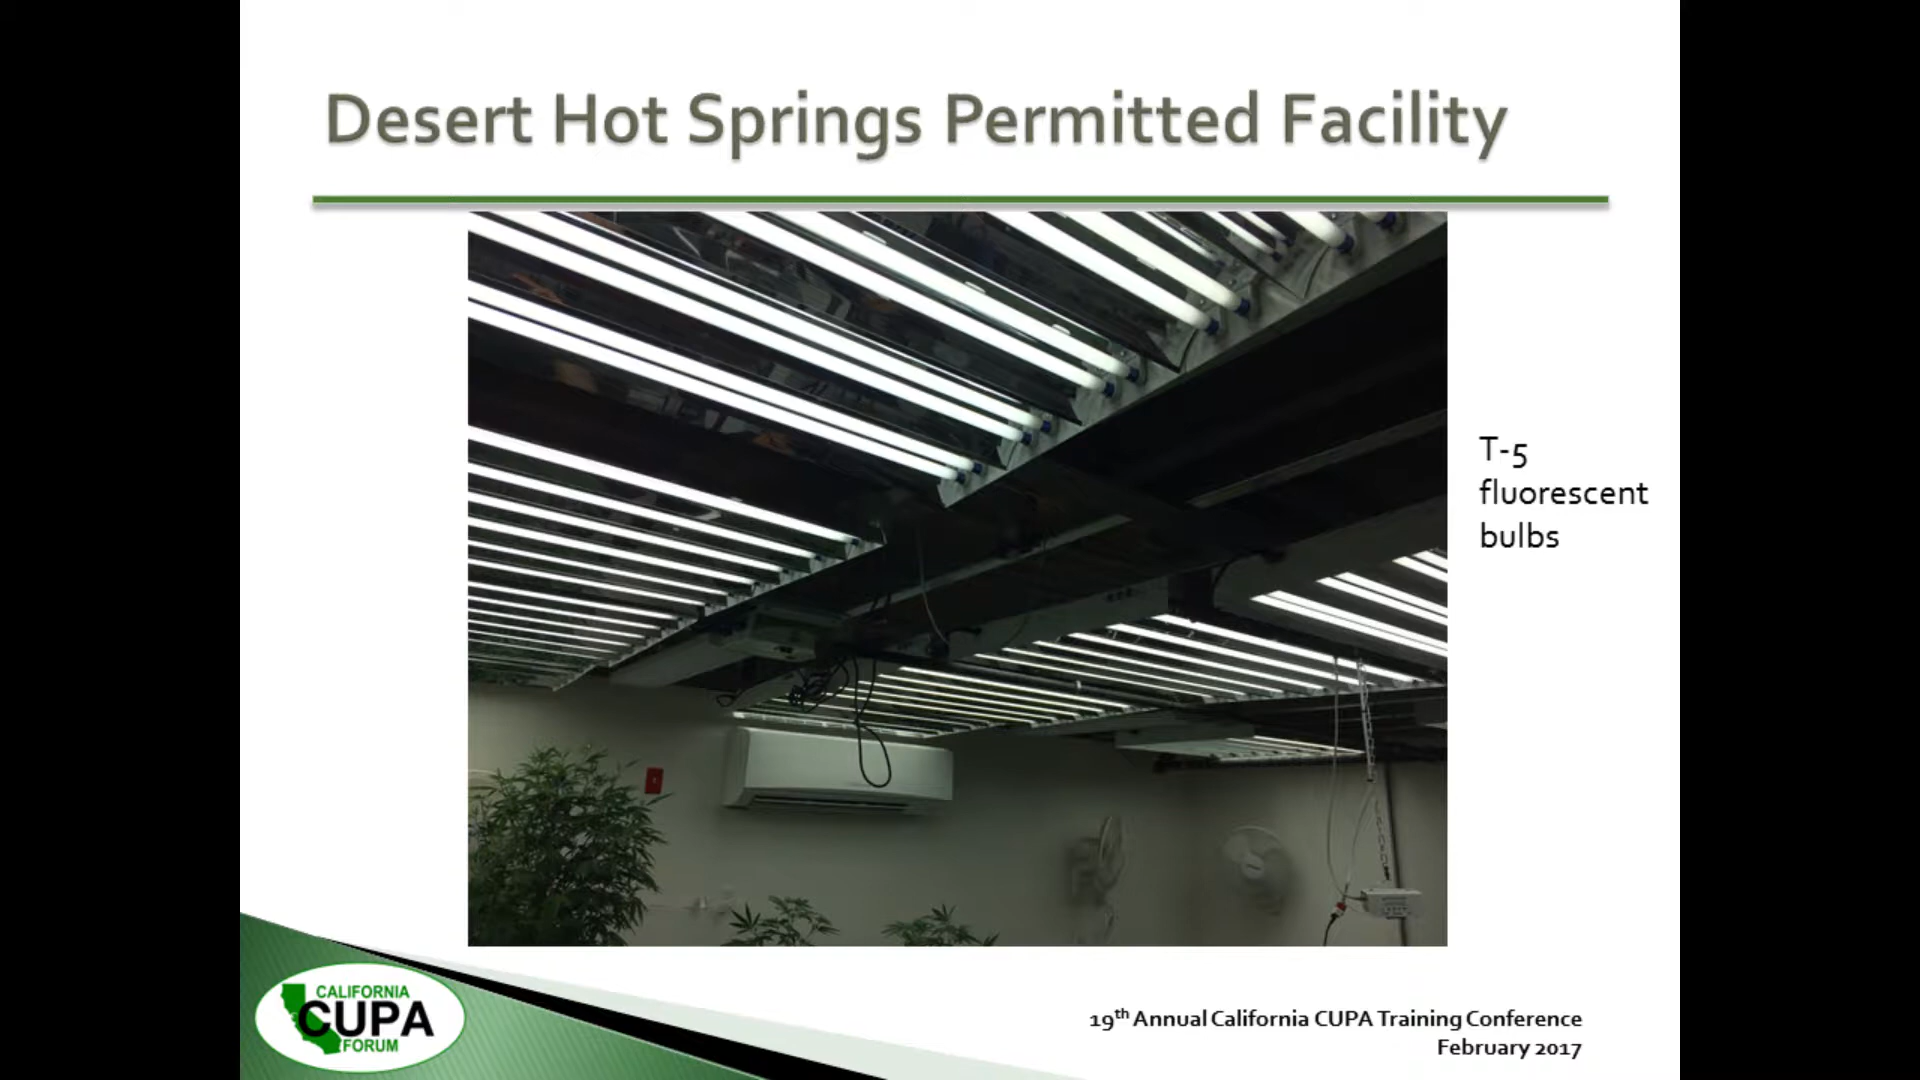 Desert Hot Springs Permitted Facility
T-5
fluorescent
bulbs
CALIFORNIA
CUPA
FORUM
19th Annual California CUPA Training Conference
February 2017